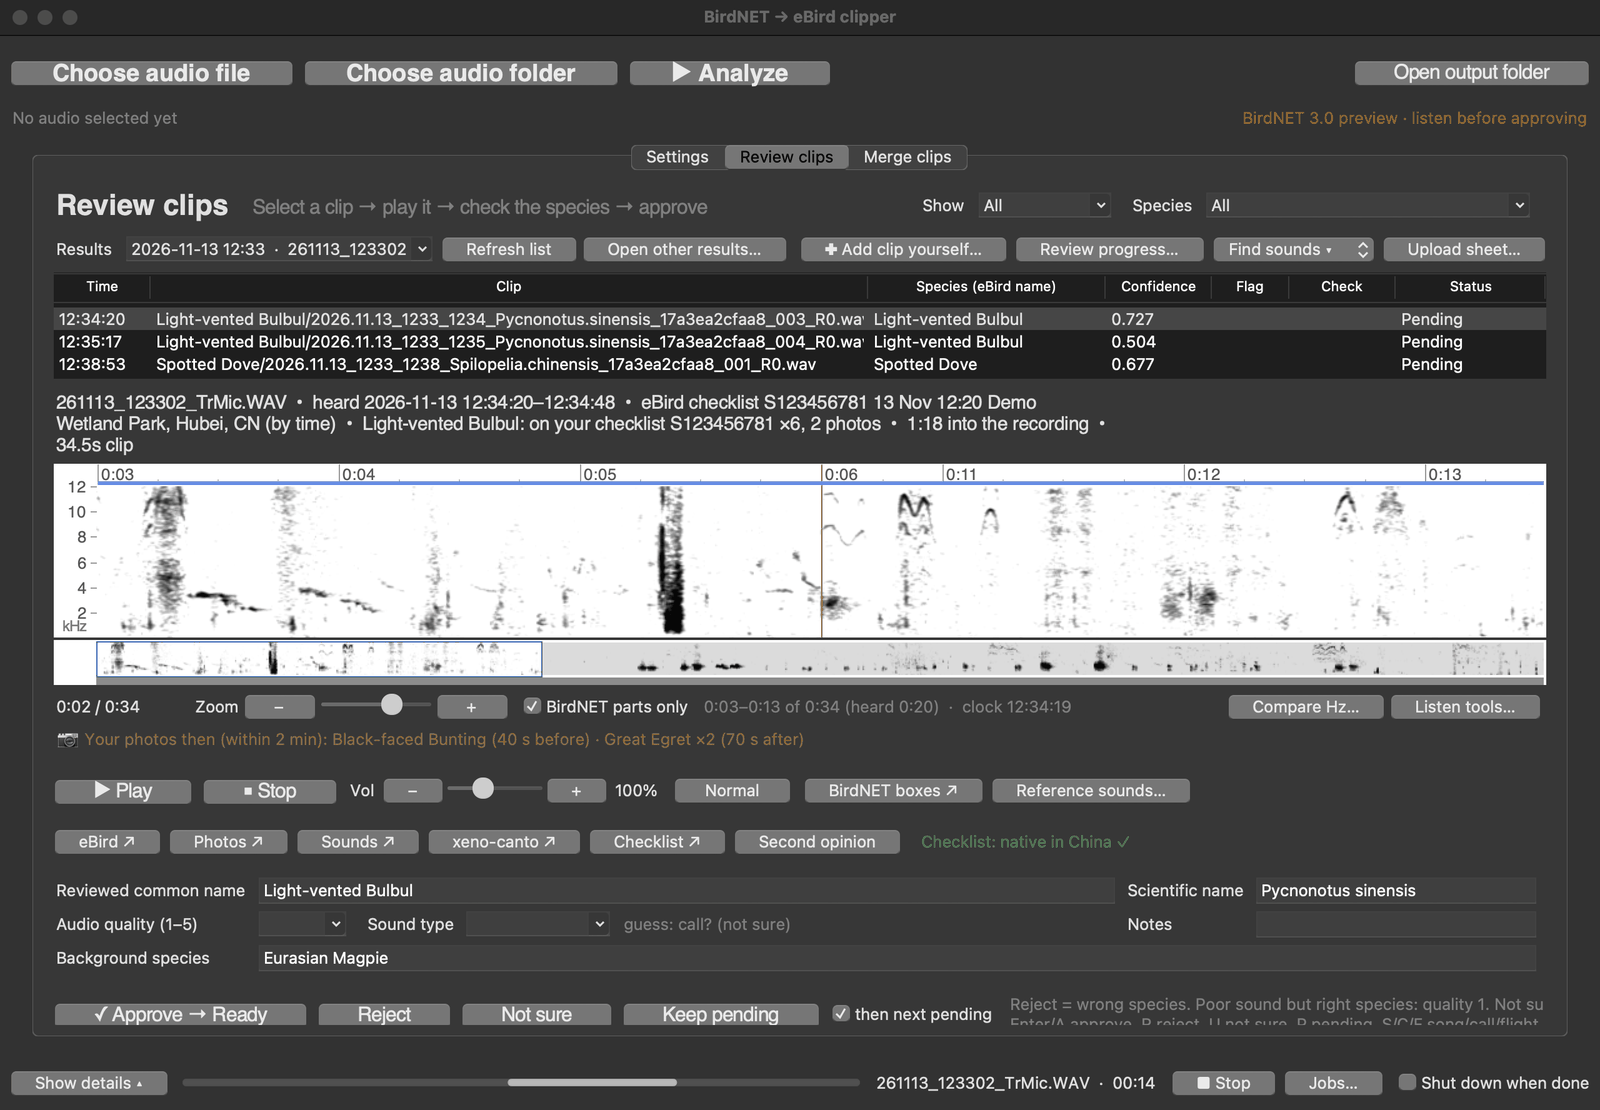 BirdNET → eBird clipper
Choose audio file
Choose audio folder
▶ Analyze
Open output folder
No audio selected yet
BirdNET 3.0 preview · listen before approving
Settings
Review clips
Merge clips
Review clips
Select a clip → play it → check the species → approve
Show
All
Species
All
Results
2026-11-13 12:33 · 261113_123302
Refresh list
Open other results...
✚ Add clip yourself...
Review progress...
Find sounds ▾
Upload sheet...
Time Clip Species (eBird name) Confidence Flag Check Status
12:34:20 Light-vented Bulbul/2026.11.13_1233_1234_Pycnonotus.sinensis_17a3ea2cfaa8_003_R0.wav Light-vented Bulbul 0.727 Pending
12:35:17 Light-vented Bulbul/2026.11.13_1233_1235_Pycnonotus.sinensis_17a3ea2cfaa8_004_R0.wav Light-vented Bulbul 0.504 Pending
12:38:53 Spotted Dove/2026.11.13_1233_1238_Spilopelia.chinensis_17a3ea2cfaa8_001_R0.wav Spotted Dove 0.677 Pending
261113_123302_TrMic.WAV • heard 2026-11-13 12:34:20–12:34:48 • eBird checklist S123456781 13 Nov 12:20 Demo
Wetland Park, Hubei, CN (by time) • Light-vented Bulbul: on your checklist S123456781 ×6, 2 photos • 1:18 into the recording •
34.5s clip
0:03 0:04 0:05 0:06 0:11 0:12 0:13
12
10
8
6
4
2
kHz
0:02 / 0:34
Zoom
−
+
BirdNET parts only
0:03–0:13 of 0:34 (heard 0:20) · clock 12:34:19
Compare Hz...
Listen tools...
Your photos then (within 2 min): Black-faced Bunting (40 s before) · Great Egret ×2 (70 s after)
▶ Play
■ Stop
Vol
−
+
100%
Normal
BirdNET boxes ↗
Reference sounds...
eBird ↗
Photos ↗
Sounds ↗
xeno-canto ↗
Checklist ↗
Second opinion
Checklist: native in China ✓
Reviewed common name
Light-vented Bulbul
Scientific name
Pycnonotus sinensis
Audio quality (1–5)
Sound type
guess: call? (not sure)
Notes
Background species
Eurasian Magpie
✓ Approve → Ready
Reject
Not sure
Keep pending
then next pending
Reject = wrong species. Poor sound but right species: quality 1. Not su
Enter/A approve, R reject, U not sure, P pending, S/C/F song/call/flight
Show details ▴
261113_123302_TrMic.WAV · 00:14
■ Stop
Jobs...
Shut down when done